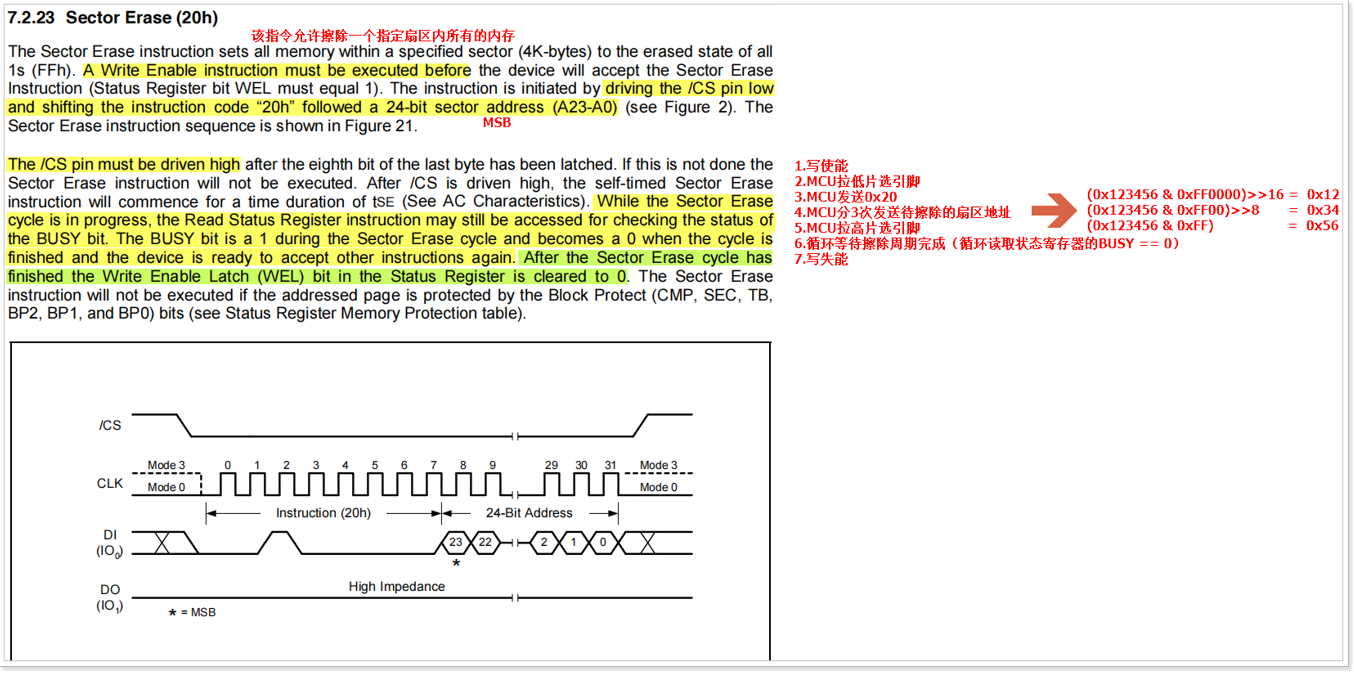 7.2.23 Sector Erase (20h)
该指令允许擦除一个指定扇区内所有的内存
The Sector Erase instruction sets all memory within a specified sector (4K-bytes) to the erased state of all
1s (FFh). A Write Enable instruction must be executed before the device will accept the Sector Erase
Instruction (Status Register bit WEL must equal 1). The instruction is initiated by driving the /CS pin low
and shifting the instruction code “20h” followed a 24-bit sector address (A23-A0) (see Figure 2). The
Sector Erase instruction sequence is shown in Figure 21.
MSB
The /CS pin must be driven high after the eighth bit of the last byte has been latched. If this is not done the
Sector Erase instruction will not be executed. After /CS is driven high, the self-timed Sector Erase
instruction will commence for a time duration of tSE (See AC Characteristics). While the Sector Erase
cycle is in progress, the Read Status Register instruction may still be accessed for checking the status of
the BUSY bit. The BUSY bit is a 1 during the Sector Erase cycle and becomes a 0 when the cycle is
finished and the device is ready to accept other instructions again. After the Sector Erase cycle has
finished the Write Enable Latch (WEL) bit in the Status Register is cleared to 0. The Sector Erase
instruction will not be executed if the addressed page is protected by the Block Protect (CMP, SEC, TB,
BP2, BP1, and BP0) bits (see Status Register Memory Protection table).
1.写使能
2.MCU拉低片选引脚
3.MCU发送0x20
4.MCU分3次发送待擦除的扇区地址
5.MCU拉高片选引脚
6.循环等待擦除周期完成（循环读取状态寄存器的BUSY == 0）
7.写失能
(0x123456 & 0xFF0000)>>16 = 0x12
(0x123456 & 0xFF00)>>8 = 0x34
(0x123456 & 0xFF) = 0x56
/CS
Mode 3 0 1 2 3 4 5 6 7 8 9 29 30 31 Mode 3
CLK Mode 0 Mode 0
Instruction (20h) 24-Bit Address
DI
(IO0) 23 22 2 1 0
*
High Impedance
DO
(IO1)
* = MSB